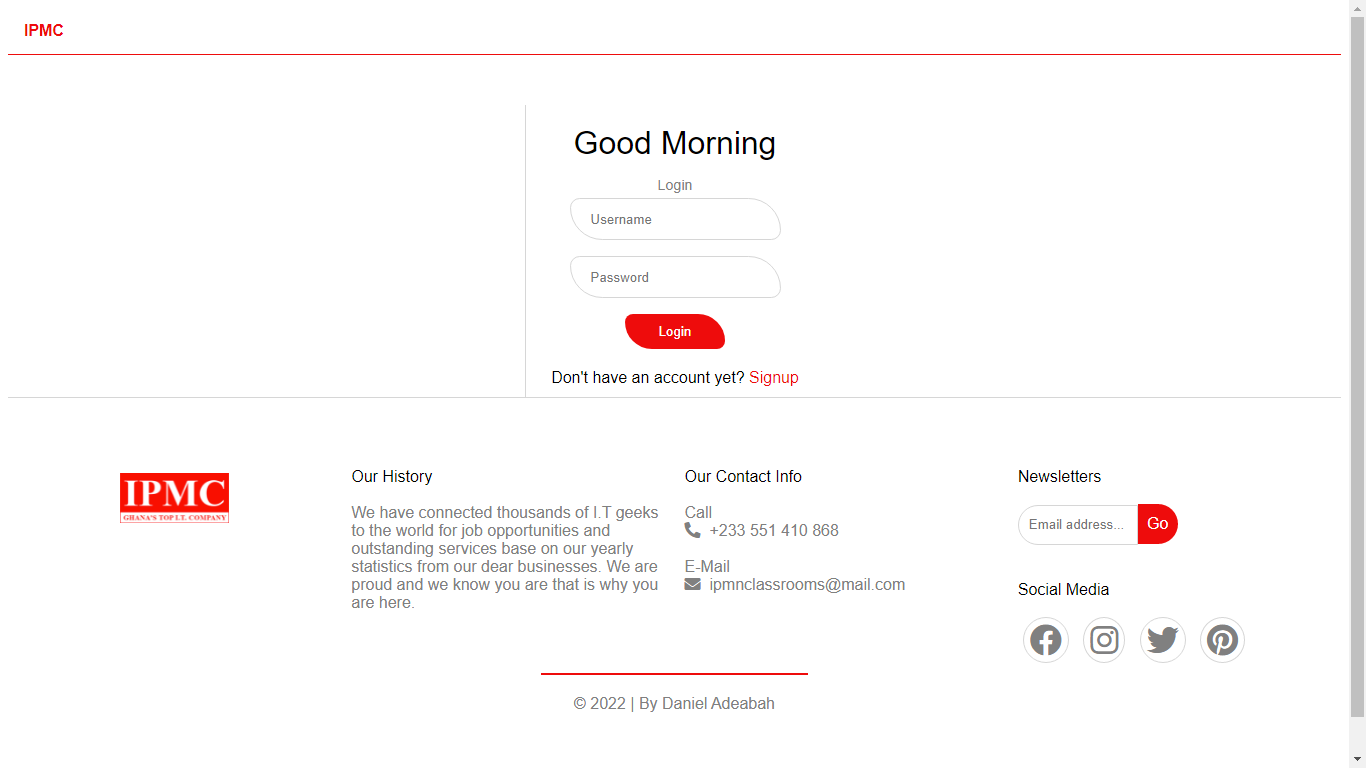 IPMC
Good Morning
Login
Username
Password
Login
Don't have an account yet? Signup
IPMC
GHANA'S TOP I.T. COMPANY
Our History
We have connected thousands of I.T geeks
to the world for job opportunities and
outstanding services base on our yearly
statistics from our dear businesses. We are
proud and we know you are that is why you
are here.
Our Contact Info
Call
+233 551 410 868
E-Mail
ipmnclassrooms@mail.com
Newsletters
Email address... Go
Social Media
© 2022 | By Daniel Adeabah